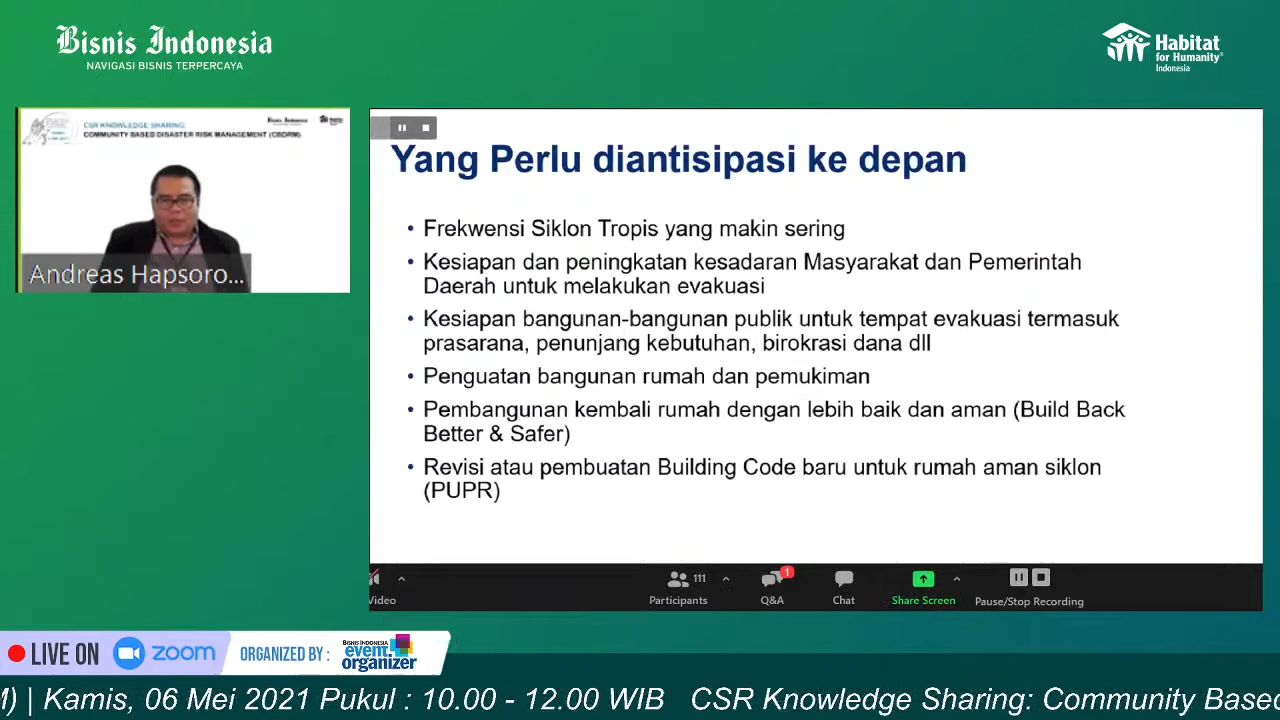 Bisnis Indonesia
NAVIGASI BISNIS TERPERCAYA
Habitat
for Humanity®
Indonesia
CSR KNOWLEDGE SHARING:
COMMUNITY BASED DISASTER RISK MANAGEMENT (CBDRM)
Andreas Hapsoro...
Yang Perlu diantisipasi ke depan
• Frekwensi Siklon Tropis yang makin sering
• Kesiapan dan peningkatan kesadaran Masyarakat dan Pemerintah
Daerah untuk melakukan evakuasi
• Kesiapan bangunan-bangunan publik untuk tempat evakuasi termasuk
prasarana, penunjang kebutuhan, birokrasi dana dll
• Penguatan bangunan rumah dan pemukiman
• Pembangunan kembali rumah dengan lebih baik dan aman (Build Back
Better & Safer)
• Revisi atau pembuatan Building Code baru untuk rumah aman siklon
(PUPR)
111
1
Video
Participants
Q&A
Chat
Share Screen
Pause/Stop Recording
LIVE ON zoom
ORGANIZED BY :
BISNIS INDONESIA
event
organizer
M) | Kamis, 06 Mei 2021 Pukul : 10.00 - 12.00 WIB CSR Knowledge Sharing: Community Based